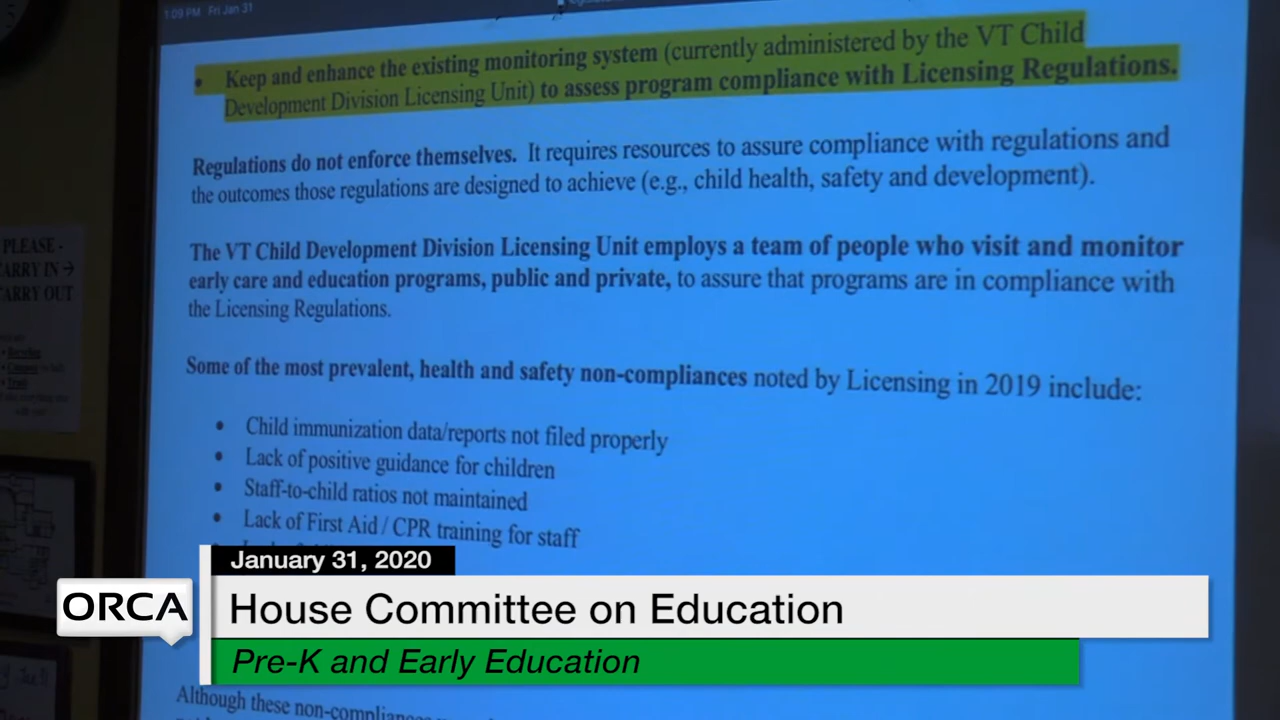 1:09 PM Fri Jan 31
• Keep and enhance the existing monitoring system (currently administered by the VT Child
Development Division Licensing Unit) to assess program compliance with Licensing Regulations.
Regulations do not enforce themselves. It requires resources to assure compliance with regulations and
the outcomes those regulations are designed to achieve (e.g., child health, safety and development).
The VT Child Development Division Licensing Unit employs a team of people who visit and monitor
early care and education programs, public and private, to assure that programs are in compliance with
the Licensing Regulations.
Some of the most prevalent, health and safety non-compliances noted by Licensing in 2019 include:
• Child immunization data/reports not filed properly
• Lack of positive guidance for children
• Staff-to-child ratios not maintained
• Lack of First Aid / CPR training for staff
PLEASE -
CARRY IN →
CARRY OUT
January 31, 2020
ORCA
House Committee on Education
Pre-K and Early Education
Although these